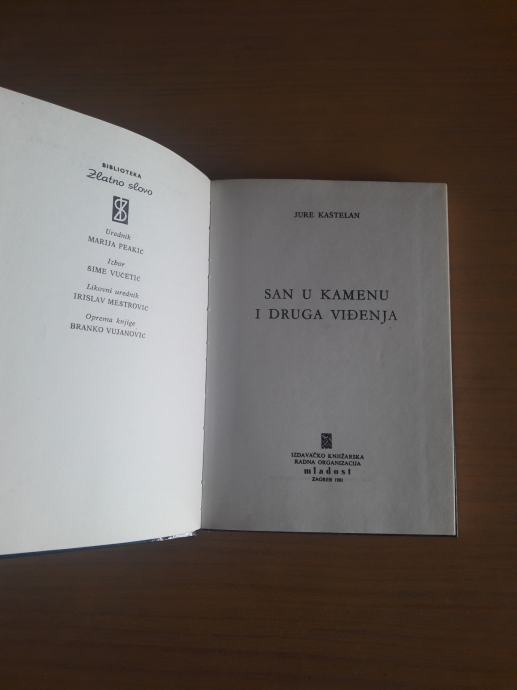 BIBLIOTEKA
Zlatno slovo
Urednik
MARIJA PEAKIĆ
Izbor
ŠIME VUČETIĆ
Likovni urednik
IRISLAV MEŠTROVIĆ
Oprema knjige
BRANKO VUJANOVIĆ
JURE KAŠTELAN
SAN U KAMENU
I DRUGA VIĐENJA
IZDAVAČKO KNJIŽARSKA
RADNA ORGANIZACIJA
mladost
ZAGREB 1981